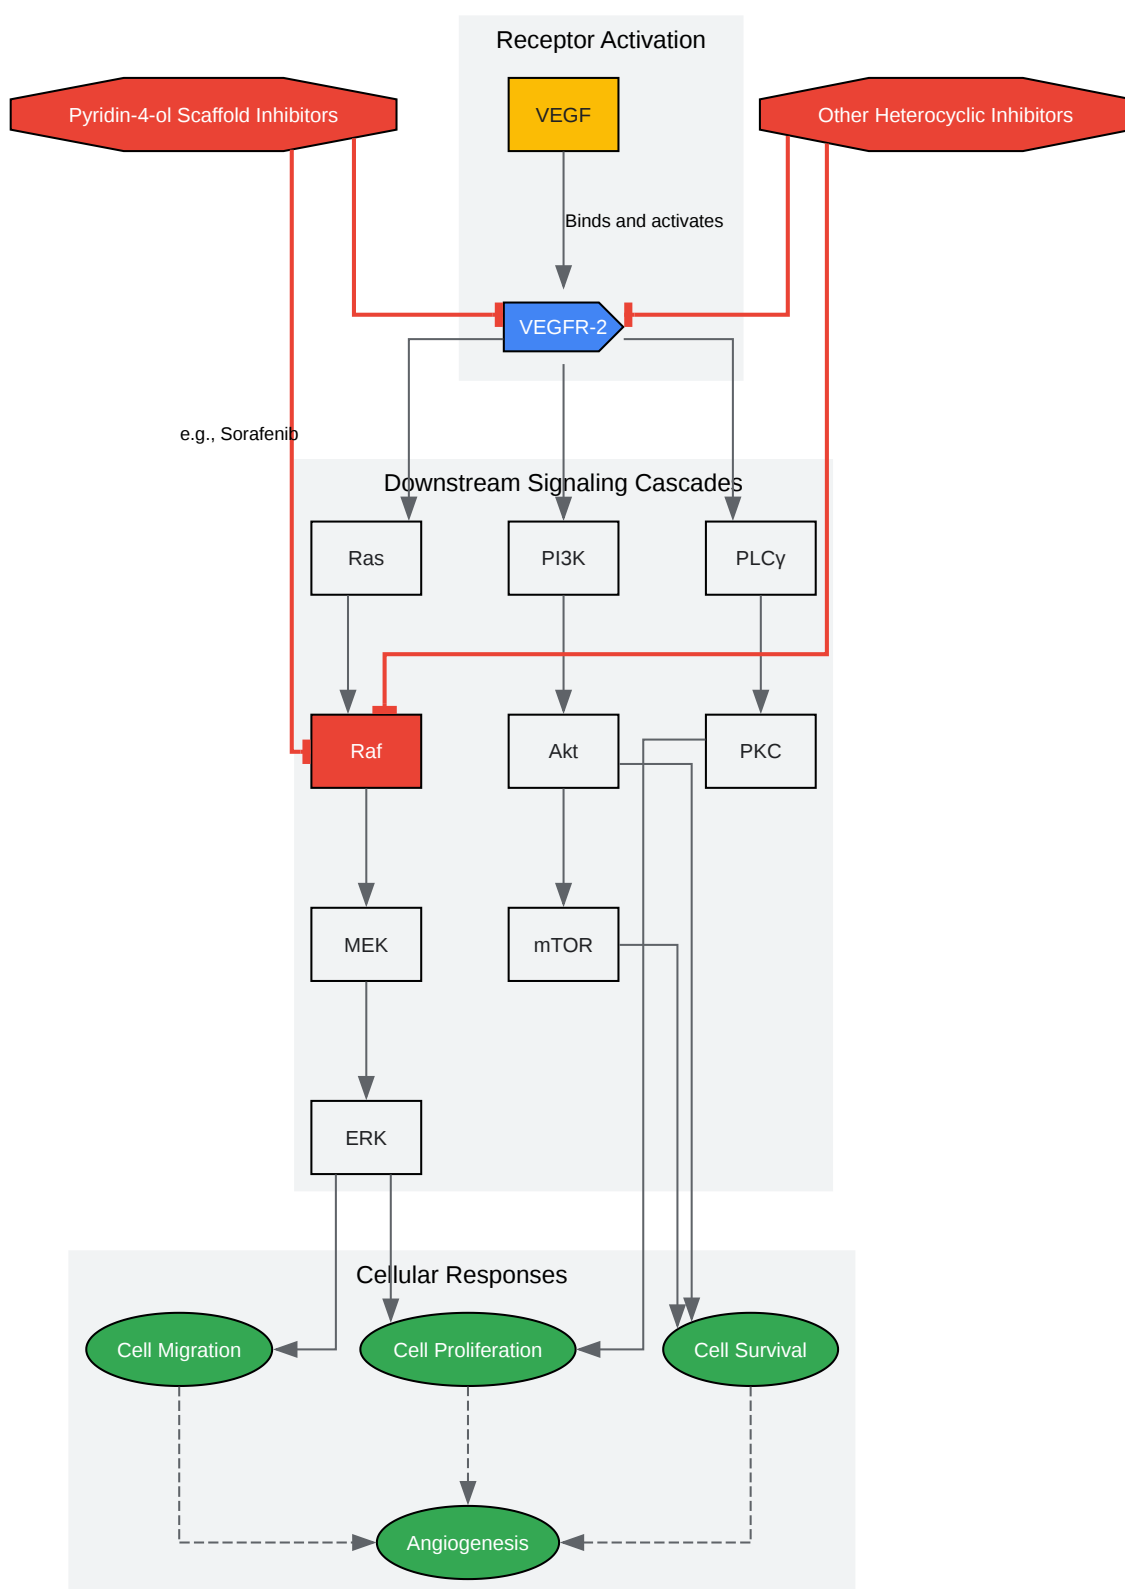 Receptor Activation
Pyridin-4-ol Scaffold Inhibitors
VEGF
Other Heterocyclic Inhibitors
Binds and activates
VEGFR-2
e.g., Sorafenib
Downstream Signaling Cascades
Ras
PI3K
PLCγ
Raf
Akt
PKC
MEK
mTOR
ERK
Cellular Responses
Cell Migration
Cell Proliferation
Cell Survival
Angiogenesis